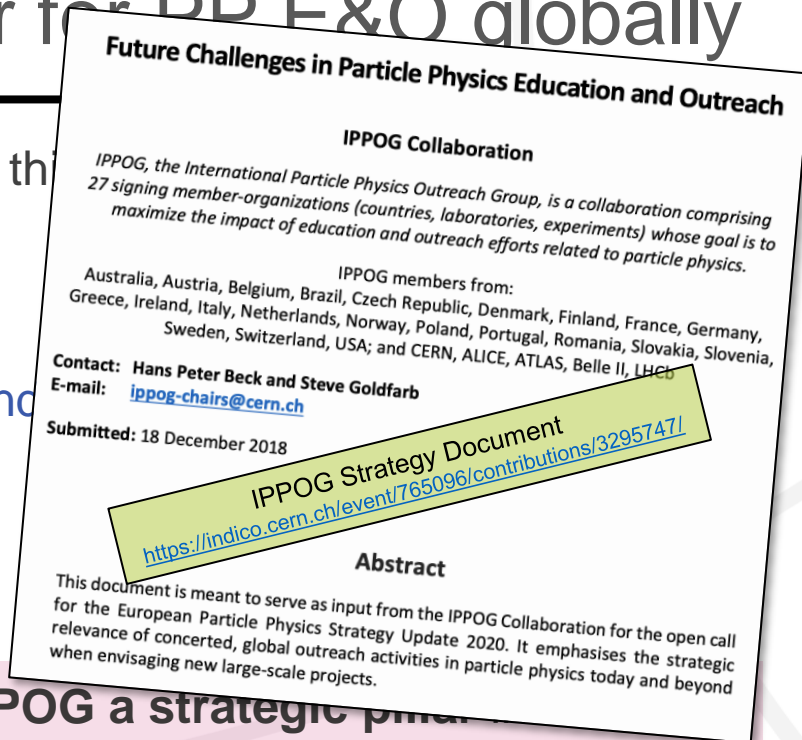 r for PP E&O globally
Future Challenges in Particle Physics Education and Outreach
thi
IPPOG Collaboration
IPPOG, the International Particle Physics Outreach Group, is a collaboration comprising
27 signing member-organizations (countries, laboratories, experiments) whose goal is to
maximize the impact of education and outreach efforts related to particle physics.
IPPOG members from:
Australia, Austria, Belgium, Brazil, Czech Republic, Denmark, Finland, France, Germany,
Greece, Ireland, Italy, Netherlands, Norway, Poland, Portugal, Romania, Slovakia, Slovenia,
Sweden, Switzerland, USA; and CERN, ALICE, ATLAS, Belle II, LHCb
Contact: Hans Peter Beck and Steve Goldfarb
E-mail: ippog-chairs@cern.ch
Submitted: 18 December 2018
IPPOG Strategy Document
https://indico.cern.ch/event/765096/contributions/3295747/
Abstract
This document is meant to serve as input from the IPPOG Collaboration for the open call
for the European Particle Physics Strategy Update 2020. It emphasises the strategic
relevance of concerted, global outreach activities in particle physics today and beyond
when envisaging new large-scale projects.
POG a strategic pillar